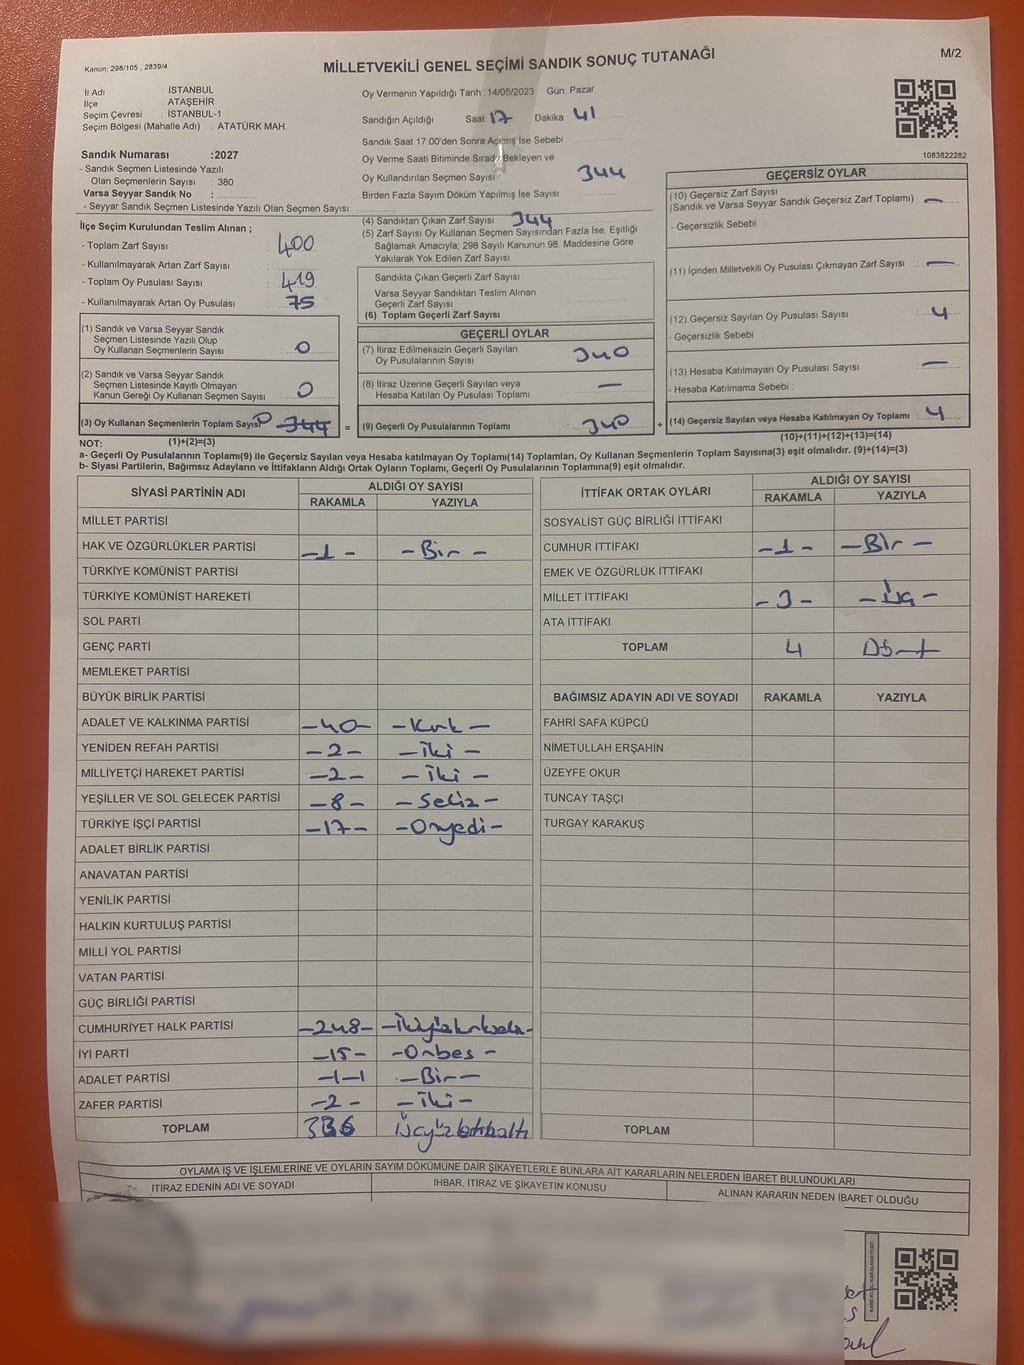 Kanun: 298/105 , 2839/4
MİLLETVEKİLİ GENEL SEÇİMİ SANDIK SONUÇ TUTANAĞI
M/2
İl Adı : İSTANBUL
İlçe : ATAŞEHİR
Seçim Çevresi : İSTANBUL-1
Seçim Bölgesi (Mahalle Adı) : ATATÜRK MAH.
Oy Vermenin Yapıldığı Tarih : 14/05/2023 Gün: Pazar
Sandığın Açıldığı Saat: 17 Dakika: 41
Sandık Saat 17:00'den Sonra Açılmış İse Sebebi :
Sandık Numarası :2027
- Sandık Seçmen Listesinde Yazılı
Olan Seçmenlerin Sayısı : 380
Varsa Seyyar Sandık No :
- Seyyar Sandık Seçmen Listesinde Yazılı Olan Seçmen Sayısı:
Oy Verme Saati Bitiminde Sırada Bekleyen ve
Oy Kullandırılan Seçmen Sayısı : 344
Birden Fazla Sayım Döküm Yapılmış İse Sayısı
1083822282
İlçe Seçim Kurulundan Teslim Alınan ;
- Toplam Zarf Sayısı : 400
- Kullanılmayarak Artan Zarf Sayısı :
- Toplam Oy Pusulası Sayısı : 419
- Kullanılmayarak Artan Oy Pusulası : 75
(4) Sandıktan Çıkan Zarf Sayısı 344
(5) Zarf Sayısı Oy Kullanan Seçmen Sayısından Fazla İse, Eşitliği
Sağlamak Amacıyla; 298 Sayılı Kanunun 98. Maddesine Göre
Yakılarak Yok Edilen Zarf Sayısı
Sandıkta Çıkan Geçerli Zarf Sayısı
Varsa Seyyar Sandıktan Teslim Alınan
Geçerli Zarf Sayısı
(6) Toplam Geçerli Zarf Sayısı
GEÇERSİZ OYLAR
(10) Geçersiz Zarf Sayısı
(Sandık ve Varsa Seyyar Sandık Geçersiz Zarf Toplamı) : —
- Geçersizlik Sebebi :
(11) İçinden Milletvekili Oy Pusulası Çıkmayan Zarf Sayısı : —
(12) Geçersiz Sayılan Oy Pusulası Sayısı : 4
- Geçersizlik Sebebi :
(13) Hesaba Katılmayan Oy Pusulası Sayısı : —
- Hesaba Katılmama Sebebi :
(1) Sandık ve Varsa Seyyar Sandık
Seçmen Listesinde Yazılı Olup
Oy Kullanan Seçmenlerin Sayısı : 0
(2) Sandık ve Varsa Seyyar Sandık
Seçmen Listesinde Kayıtlı Olmayan
Kanun Gereği Oy Kullanan Seçmen Sayısı : 0
GEÇERLİ OYLAR
(7) İtiraz Edilmeksizin Geçerli Sayılan
Oy Pusulalarının Sayısı : 340
(8) İtiraz Üzerine Geçerli Sayılan veya
Hesaba Katılan Oy Pusulası Toplamı : —
(3) Oy Kullanan Seçmenlerin Toplam Sayısı 0 344 = (9) Geçerli Oy Pusulalarının Toplamı 340 + (14) Geçersiz Sayılan veya Hesaba Katılmayan Oy Toplamı : 4
NOT: (1)+(2)=(3) (10)+(11)+(12)+(13)=(14)
a- Geçerli Oy Pusulalarının Toplamı(9) ile Geçersiz Sayılan veya Hesaba katılmayan Oy Toplamı(14) Toplamları, Oy Kullanan Seçmenlerin Toplam Sayısına(3) eşit olmalıdır. (9)+(14)=(3)
b- Siyasi Partilerin, Bağımsız Adayların ve İttifakların Aldığı Ortak Oyların Toplamı, Geçerli Oy Pusulalarının Toplamına(9) eşit olmalıdır.
SİYASİ PARTİNİN ADI ALDIĞI OY SAYISI
RAKAMLA YAZIYLA
MİLLET PARTİSİ
HAK VE ÖZGÜRLÜKLER PARTİSİ -1- -Bir-
TÜRKİYE KOMÜNİST PARTİSİ
TÜRKİYE KOMÜNİST HAREKETİ
SOL PARTİ
GENÇ PARTİ
MEMLEKET PARTİSİ
BÜYÜK BİRLİK PARTİSİ
ADALET VE KALKINMA PARTİSİ -40- -Kırk-
YENİDEN REFAH PARTİSİ -2- -İki-
MİLLİYETÇİ HAREKET PARTİSİ -2- -İki-
YEŞİLLER VE SOL GELECEK PARTİSİ -8- -Sekiz-
TÜRKİYE İŞÇİ PARTİSİ -17- -Onyedi-
ADALET BİRLİK PARTİSİ
ANAVATAN PARTİSİ
YENİLİK PARTİSİ
HALKIN KURTULUŞ PARTİSİ
MİLLİ YOL PARTİSİ
VATAN PARTİSİ
GÜÇ BİRLİĞİ PARTİSİ
CUMHURİYET HALK PARTİSİ -248- -İkiyüzkırksekiz-
İYİ PARTİ -15- -Onbeş-
ADALET PARTİSİ -1- -Bir-
ZAFER PARTİSİ -2- -İki-
TOPLAM 336 Üçyüzotuzaltı
İTTİFAK ORTAK OYLARI ALDIĞI OY SAYISI
RAKAMLA YAZIYLA
SOSYALİST GÜÇ BİRLİĞİ İTTİFAKI
CUMHUR İTTİFAKI -1- -Bir-
EMEK VE ÖZGÜRLÜK İTTİFAKI
MİLLET İTTİFAKI -3- -Üç-
ATA İTTİFAKI
TOPLAM 4 Dört
BAĞIMSIZ ADAYIN ADI VE SOYADI RAKAMLA YAZIYLA
FAHRİ SAFA KÜPCÜ
NİMETULLAH ERŞAHİN
ÜZEYFE OKUR
TUNCAY TAŞÇI
TURGAY KARAKUŞ
TOPLAM
OYLAMA İŞ VE İŞLEMLERİNE VE OYLARIN SAYIM DÖKÜMÜNE DAİR ŞİKAYETLERLE BUNLARA AİT KARARLARIN NELERDEN İBARET BULUNDUKLARI
İTİRAZ EDENİN ADI VE SOYADI İHBAR, İTİRAZ VE ŞİKAYETİN KONUSU ALINAN KARARIN NEDEN İBARET OLDUĞU